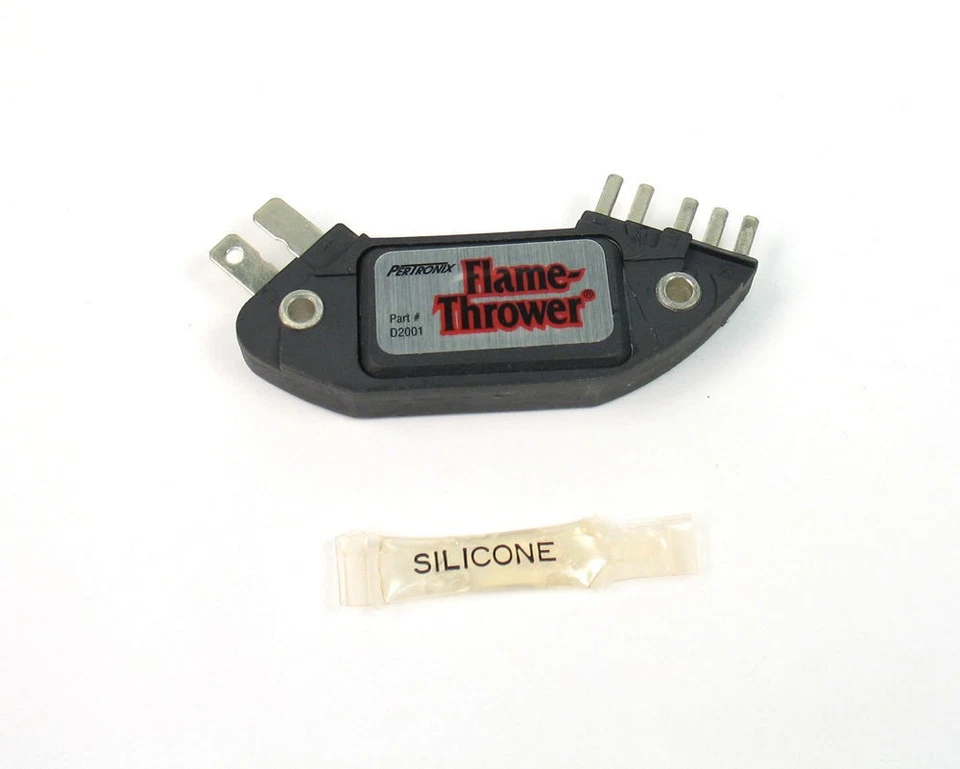 PERTRONIX
Flame-
Thrower®
Part #
D2001
SILICONE